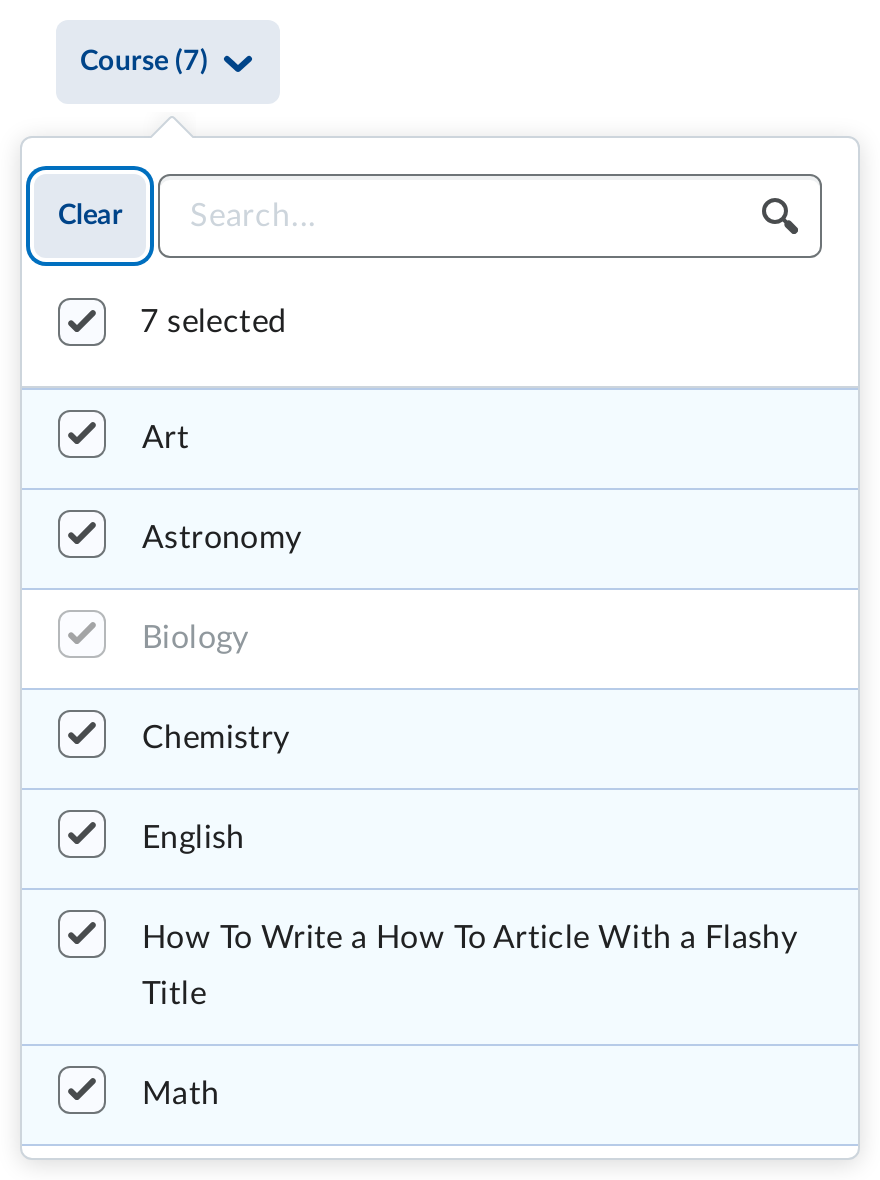 Course (7)
Clear
Search...
7 selected
Art
Astronomy
Biology
Chemistry
English
How To Write a How To Article With a Flashy
Title
Math